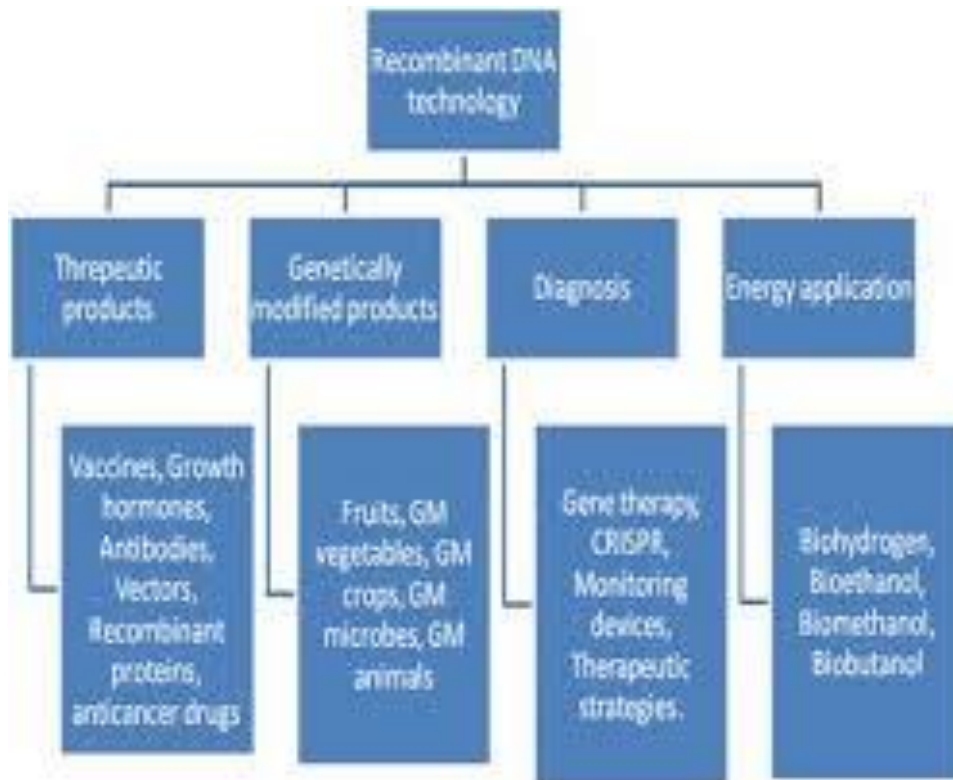 Recombinant DNA
technology
Threpeutic
products
Genetically
modified products
Diagnosis
Energy application
Vaccines, Growth
hormones,
Antibodies,
Vectors,
Recombinant
proteins,
anticancer drugs
Fruits, GM
vegetables, GM
crops, GM
microbes, GM
animals
Gene therapy,
CRISPR,
Monitoring
devices,
Therapeutic
strategies.
Biohydrogen,
Bioethanol,
Biomethanol,
Biobutanol